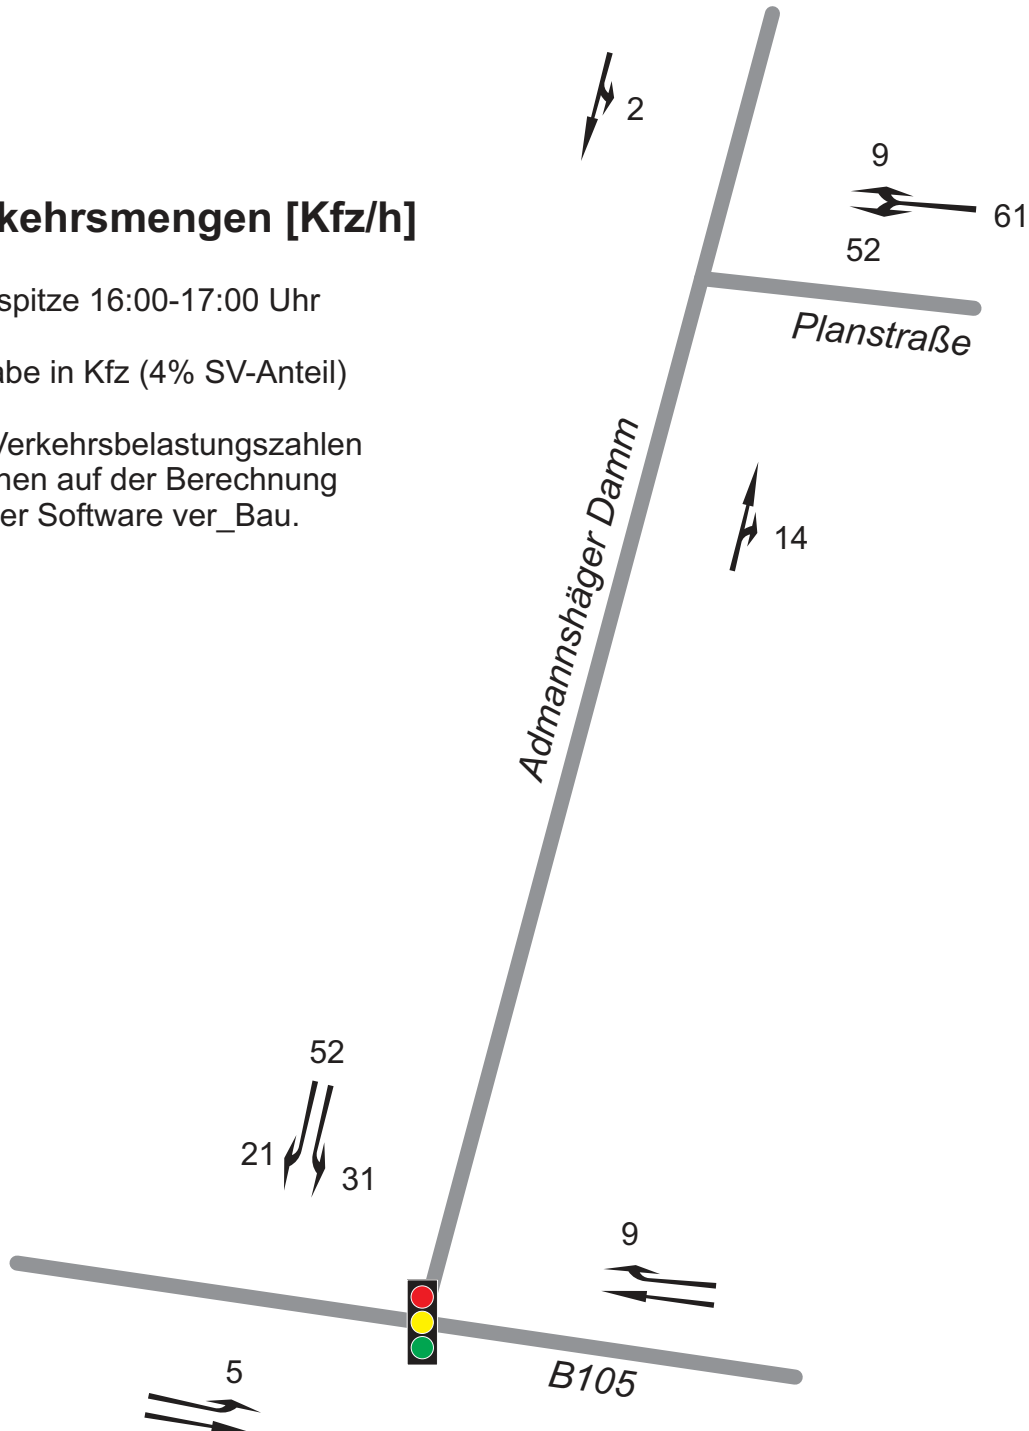 2
9
kehrsmengen [Kfz/h]
61
52
spitze 16:00-17:00 Uhr
Planstraße
abe in Kfz (4% SV-Anteil)
Verkehrsbelastungszahlen
nen auf der Berechnung
er Software ver_Bau.
14
Admannshäger Damm
52
21
31
9
5
B105